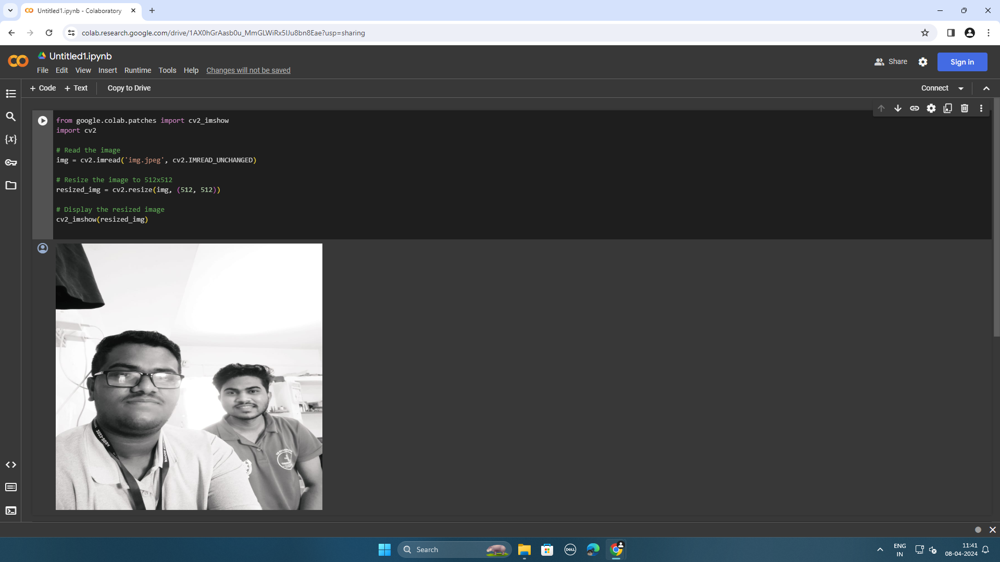 Untitled1.ipynb - Colaboratory
colab.research.google.com/drive/1AX0hGrAasb0u_MmGLWiRx5IJu8bn8Eae?usp=sharing
Untitled1.ipynb
Share
Sign in
File Edit View Insert Runtime Tools Help Changes will not be saved
+ Code + Text Copy to Drive Connect
from google.colab.patches import cv2_imshow
import cv2
# Read the image
img = cv2.imread('img.jpeg', cv2.IMREAD_UNCHANGED)
# Resize the image to 512x512
resized_img = cv2.resize(img, (512, 512))
# Display the resized image
cv2_imshow(resized_img)
{x}
2023-2024
Search
DELL
ENG
IN
11:41
08-04-2024